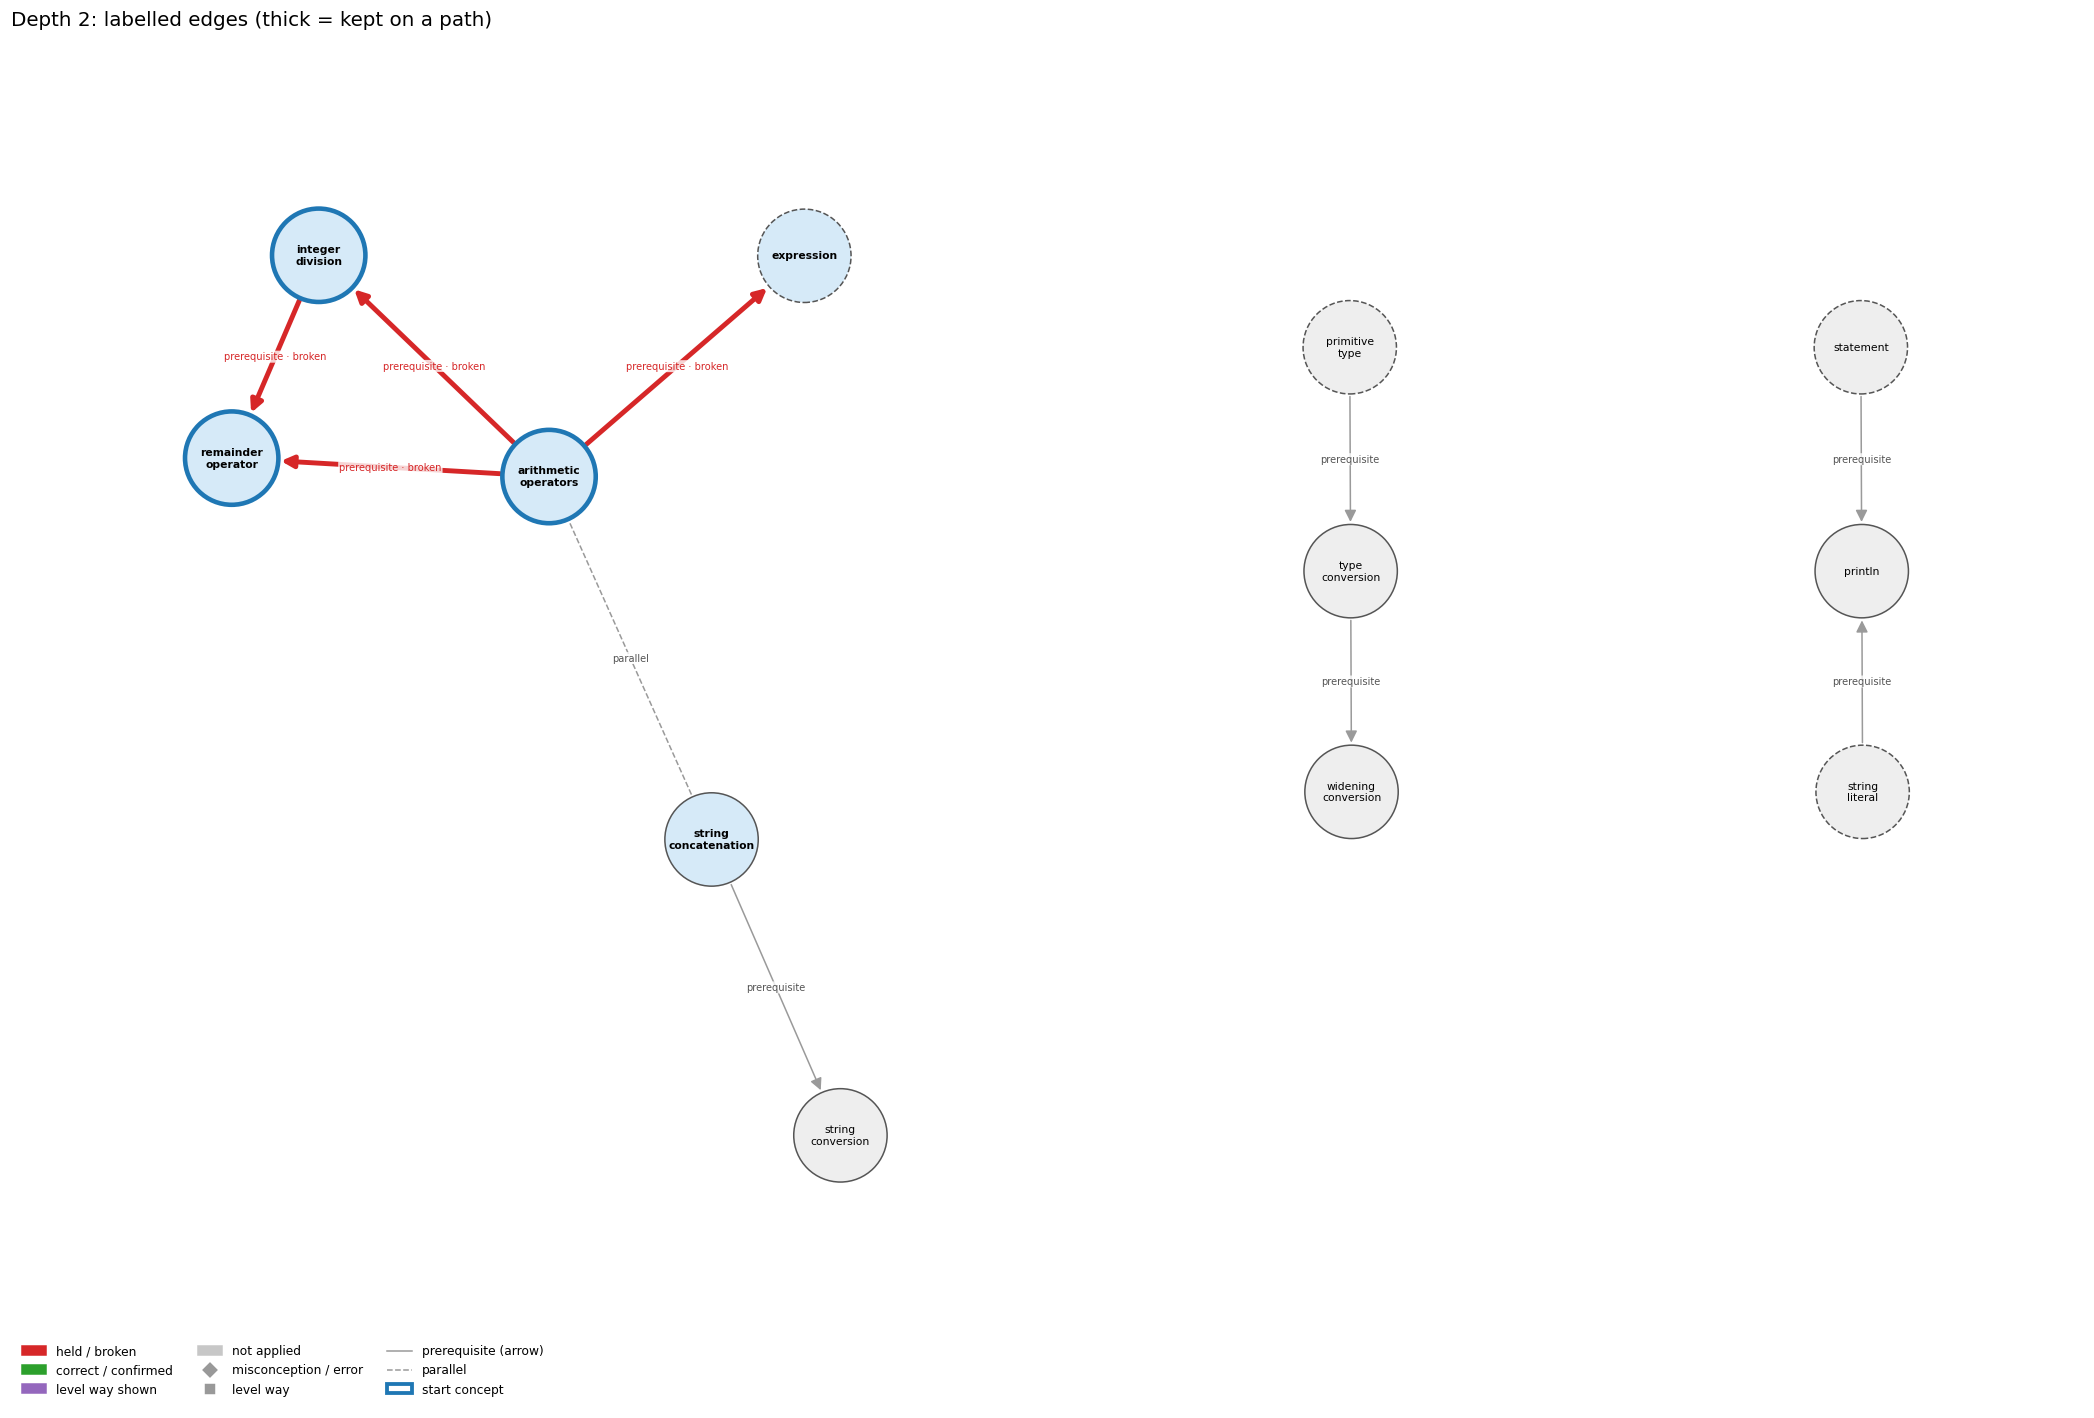 Depth 2: labelled edges (thick = kept on a path)
integer
division
expression
prerequisite · broken
prerequisite · broken
prerequisite · broken
remainder
operator
prerequisite · broken
arithmetic
operators
parallel
string
concatenation
prerequisite
string
conversion
primitive
type
prerequisite
type
conversion
prerequisite
widening
conversion
statement
prerequisite
println
prerequisite
string
literal
held / broken
correct / confirmed
level way shown
not applied
misconception / error
level way
prerequisite (arrow)
parallel
start concept